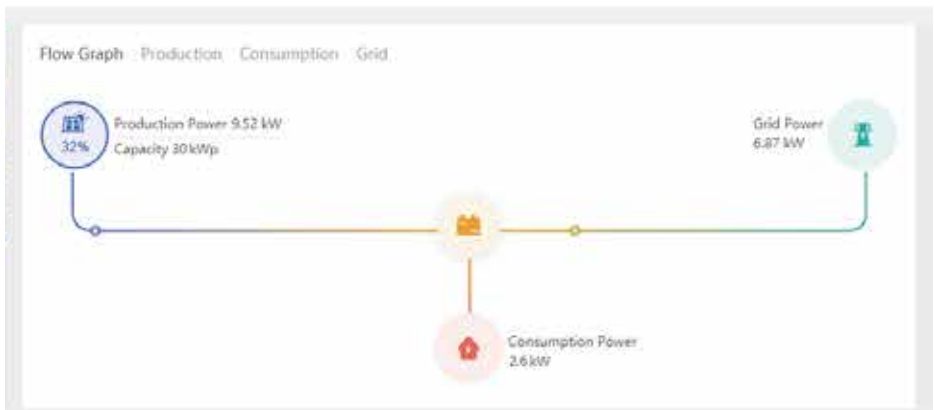 Flow Graph Production Consumption Grid
Production Power 9.52 kW
Capacity 30 kWp
32%
Grid Power
6.87 kW
Consumption Power
2.6 kW